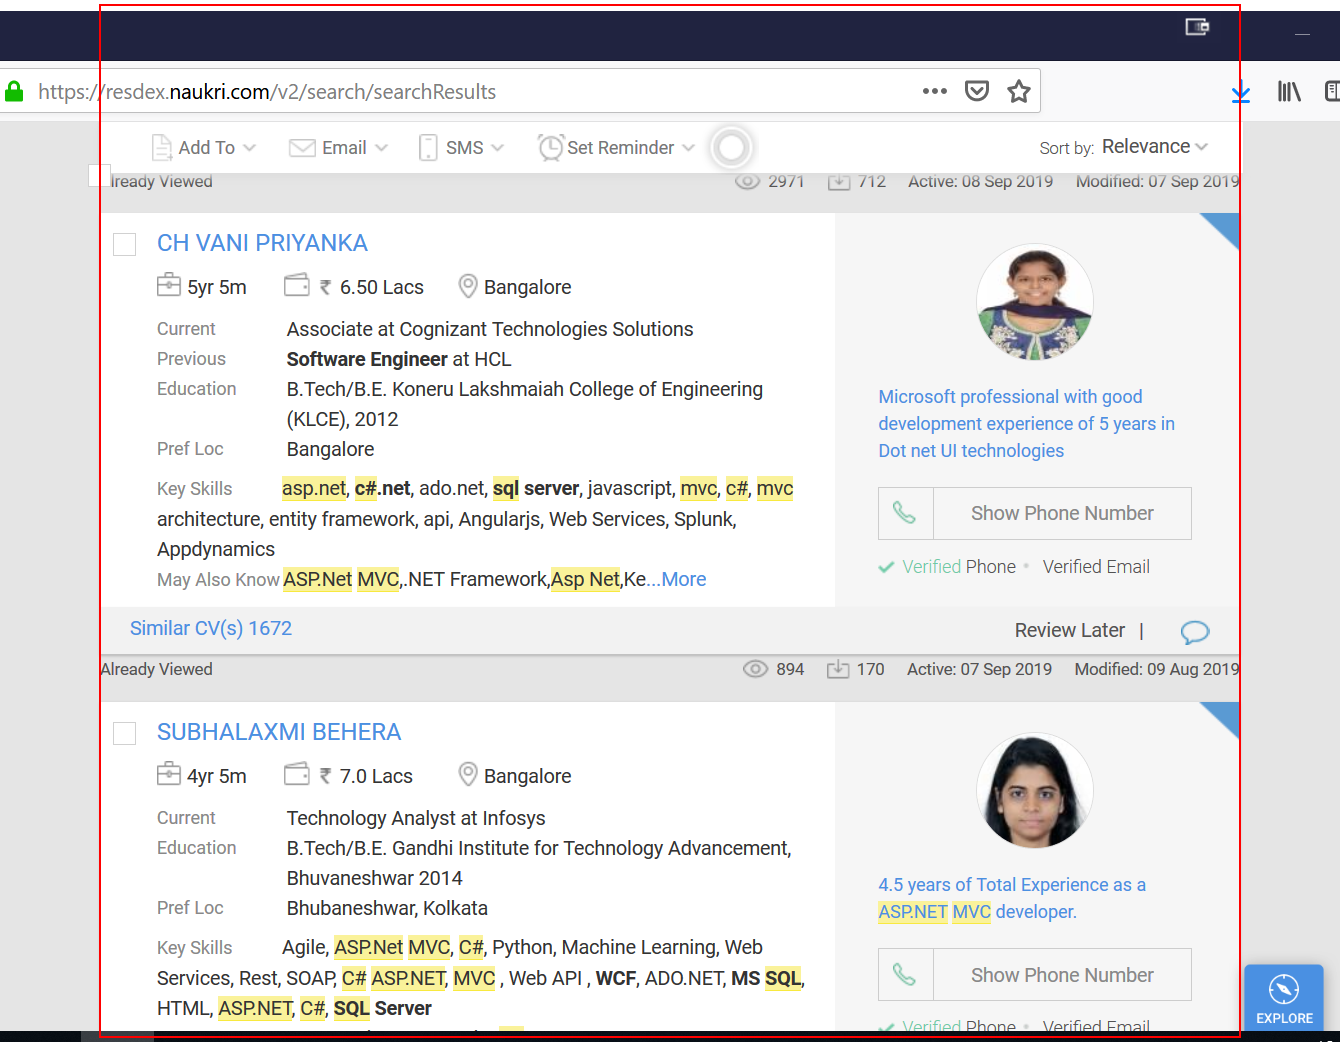 https://resdex.naukri.com/v2/search/searchResults
Add To Email SMS Set Reminder Sort by: Relevance
lready Viewed 2971 712 Active: 08 Sep 2019 Modified: 07 Sep 2019
CH VANI PRIYANKA
5yr 5m ₹ 6.50 Lacs Bangalore
Current Associate at Cognizant Technologies Solutions
Previous Software Engineer at HCL
Education B.Tech/B.E. Koneru Lakshmaiah College of Engineering
(KLCE), 2012
Pref Loc Bangalore
Key Skills asp.net, c#.net, ado.net, sql server, javascript, mvc, c#, mvc
architecture, entity framework, api, Angularjs, Web Services, Splunk,
Appdynamics
May Also Know ASP.Net MVC,.NET Framework,Asp Net,Ke...More
Microsoft professional with good
development experience of 5 years in
Dot net UI technologies
Show Phone Number
Verified Phone • Verified Email
Similar CV(s) 1672 Review Later |
Already Viewed 894 170 Active: 07 Sep 2019 Modified: 09 Aug 2019
SUBHALAXMI BEHERA
4yr 5m ₹ 7.0 Lacs Bangalore
Current Technology Analyst at Infosys
Education B.Tech/B.E. Gandhi Institute for Technology Advancement,
Bhuvaneshwar 2014
Pref Loc Bhubaneshwar, Kolkata
Key Skills Agile, ASP.Net MVC, C#, Python, Machine Learning, Web
Services, Rest, SOAP, C# ASP.NET, MVC , Web API , WCF, ADO.NET, MS SQL,
HTML, ASP.NET, C#, SQL Server
4.5 years of Total Experience as a
ASP.NET MVC developer.
Show Phone Number
Verified Phone • Verified Email
EXPLORE